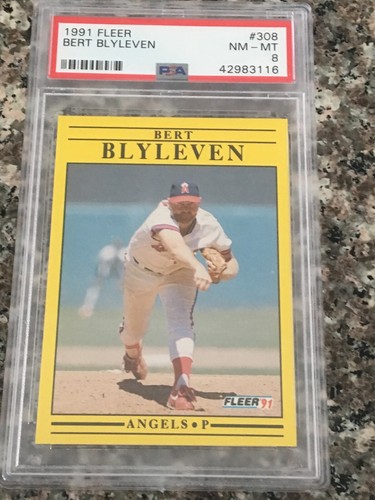 1991 FLEER #308
BERT BLYLEVEN NM-MT
8
PSA 42983116
BERT
BLYLEVEN
A
FLEER 91
ANGELS • P